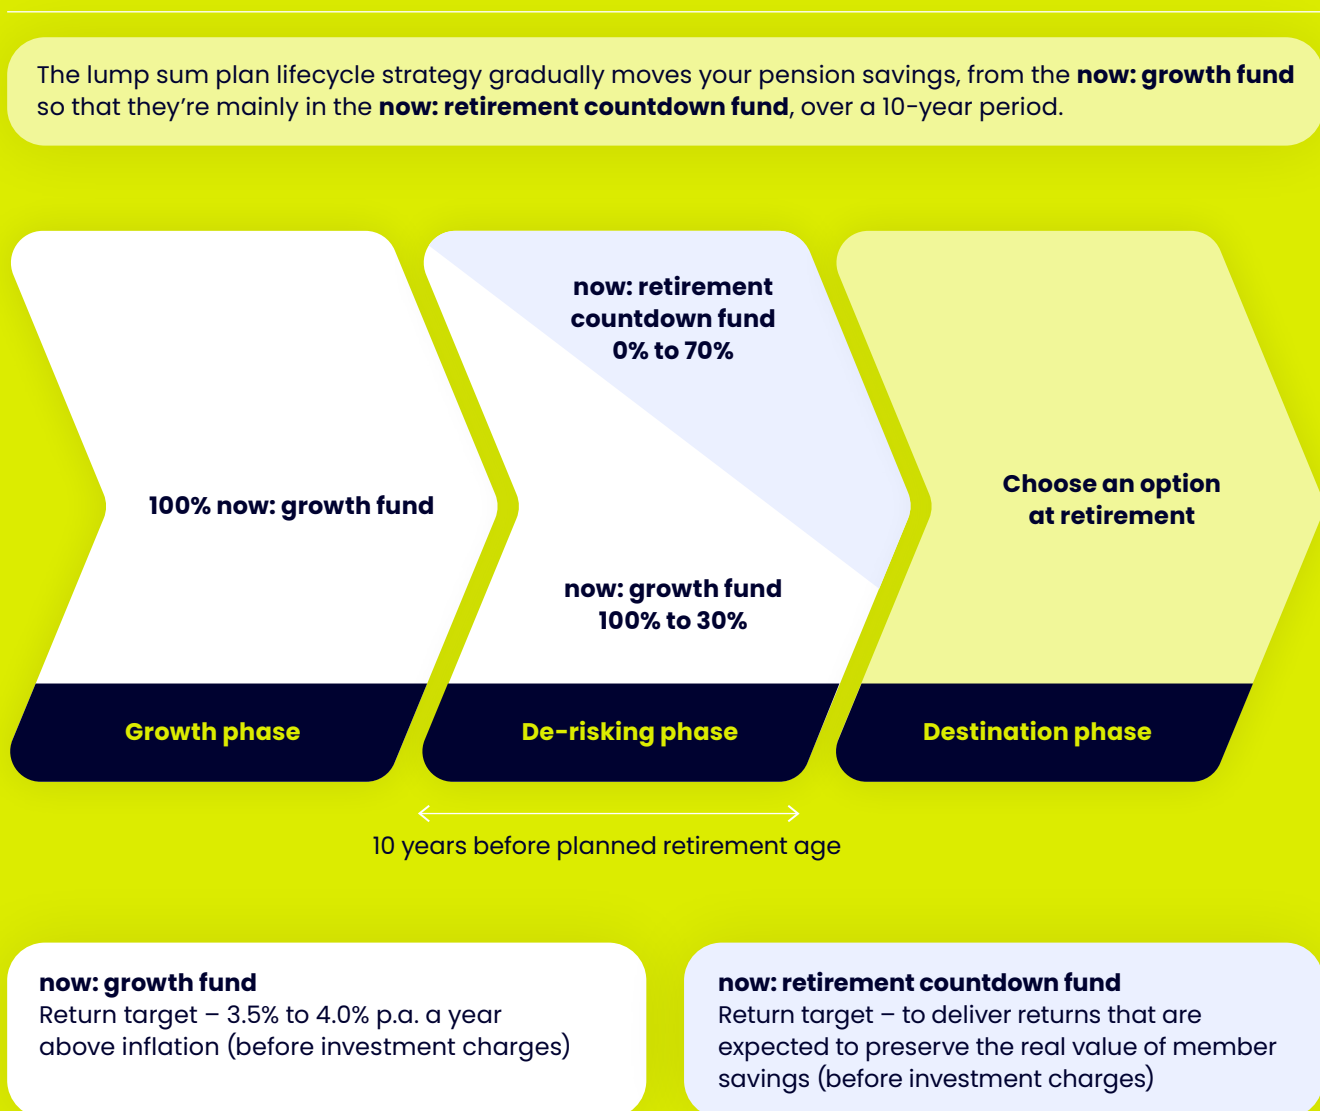 The lump sum plan lifecycle strategy gradually moves your pension savings, from the now: growth fund
so that they're mainly in the now: retirement countdown fund, over a 10-year period.
100% now: growth fund
Growth phase
now: retirement
countdown fund
0% to 70%
now: growth fund
100% to 30%
De-risking phase
Choose an option
at retirement
Destination phase
10 years before planned retirement age
now: growth fund
Return target – 3.5% to 4.0% p.a. a year
above inflation (before investment charges)
now: retirement countdown fund
Return target – to deliver returns that are
expected to preserve the real value of member
savings (before investment charges)